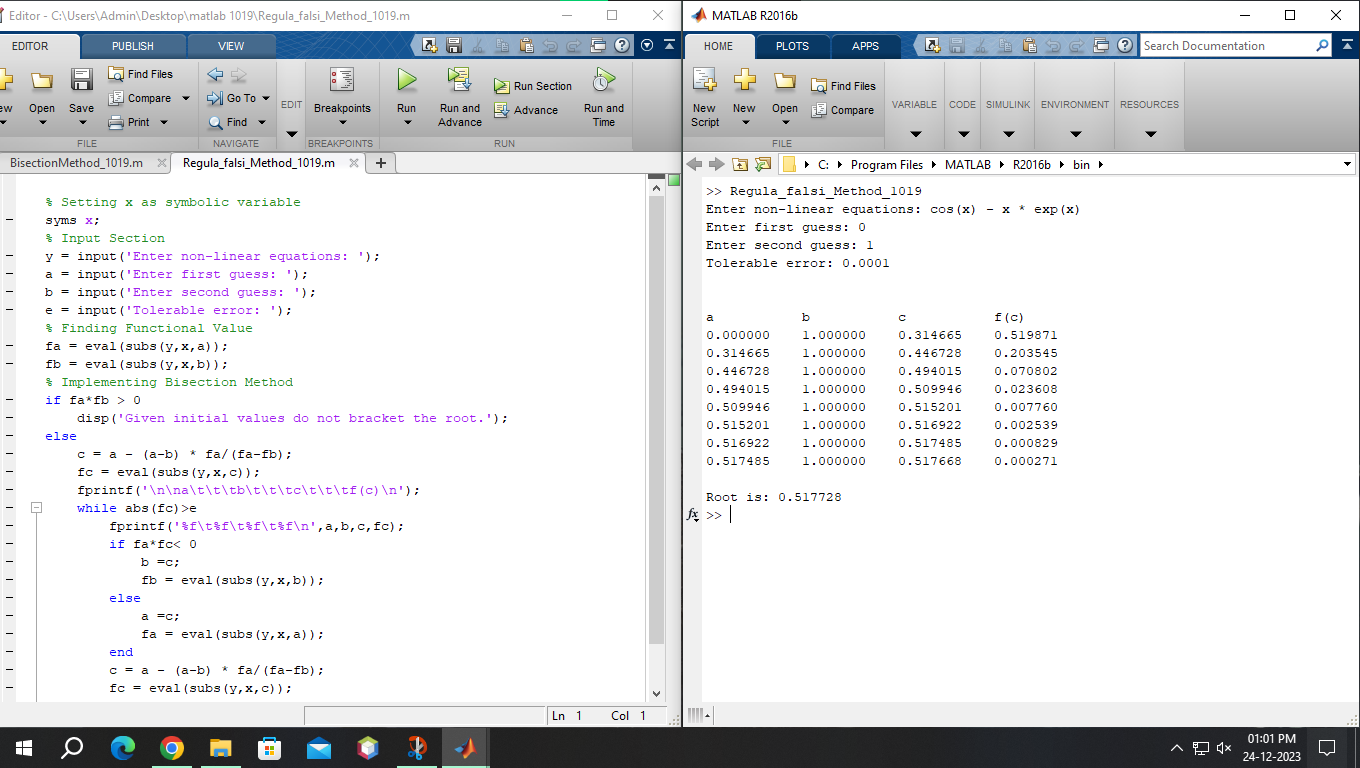 Editor - C:\Users\Admin\Desktop\matlab 1019\Regula_falsi_Method_1019.m
EDITOR PUBLISH VIEW
Open Save Find Files Compare Print
Go To Find
EDIT
Breakpoints
Run Run and Advance Run Section Advance Run and Time
FILE NAVIGATE BREAKPOINTS RUN
BisectionMethod_1019.m Regula_falsi_Method_1019.m
% Setting x as symbolic variable
syms x;
% Input Section
y = input('Enter non-linear equations: ');
a = input('Enter first guess: ');
b = input('Enter second guess: ');
e = input('Tolerable error: ');
% Finding Functional Value
fa = eval(subs(y,x,a));
fb = eval(subs(y,x,b));
% Implementing Bisection Method
if fa*fb > 0
disp('Given initial values do not bracket the root.');
else
c = a - (a-b) * fa/(fa-fb);
fc = eval(subs(y,x,c));
fprintf('\n\na\t\t\tb\t\t\tc\t\t\tf(c)\n');
while abs(fc)>e
fprintf('%f\t%f\t%f\t%f\n',a,b,c,fc);
if fa*fc< 0
b =c;
fb = eval(subs(y,x,b));
else
a =c;
fa = eval(subs(y,x,a));
end
c = a - (a-b) * fa/(fa-fb);
fc = eval(subs(y,x,c));
Ln 1 Col 1
MATLAB R2016b
HOME PLOTS APPS
Search Documentation
New Script New Open Find Files Compare
VARIABLE CODE SIMULINK ENVIRONMENT RESOURCES
FILE
C: Program Files MATLAB R2016b bin
>> Regula_falsi_Method_1019
Enter non-linear equations: cos(x) - x * exp(x)
Enter first guess: 0
Enter second guess: 1
Tolerable error: 0.0001
a b c f(c)
0.000000 1.000000 0.314665 0.519871
0.314665 1.000000 0.446728 0.203545
0.446728 1.000000 0.494015 0.070802
0.494015 1.000000 0.509946 0.023608
0.509946 1.000000 0.515201 0.007760
0.515201 1.000000 0.516922 0.002539
0.516922 1.000000 0.517485 0.000829
0.517485 1.000000 0.517668 0.000271
Root is: 0.517728
fx >>
01:01 PM
24-12-2023